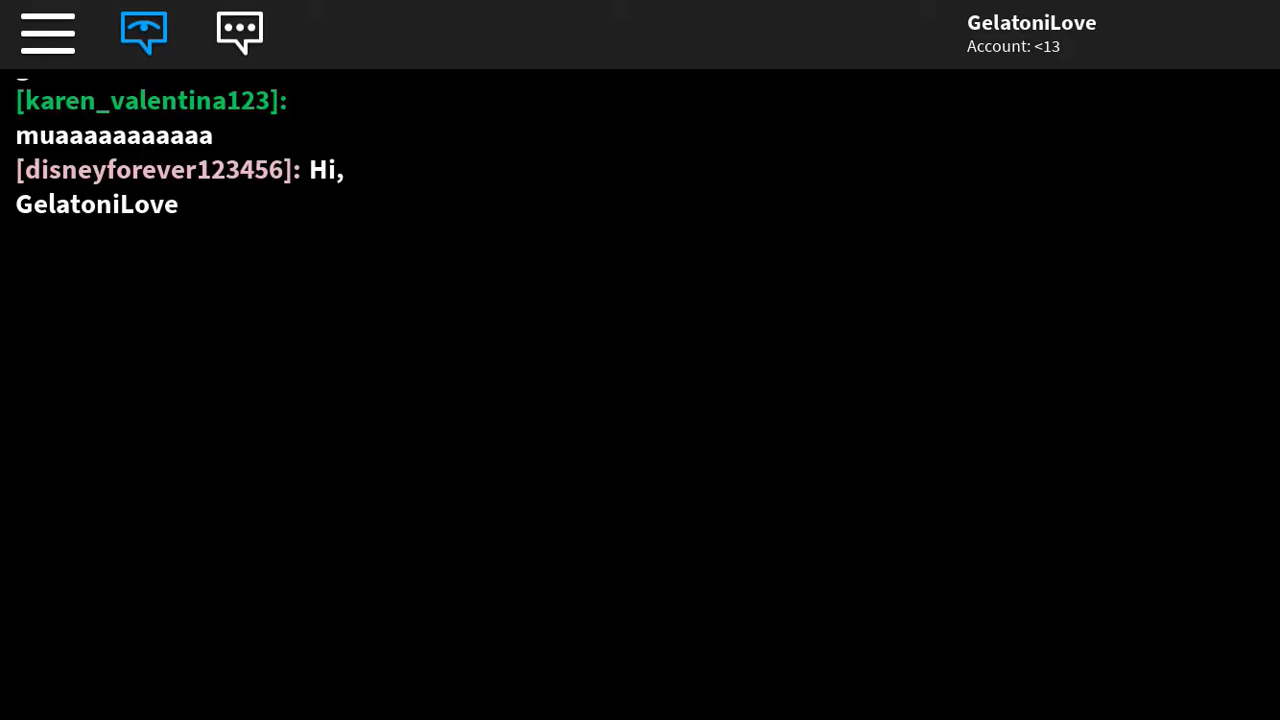 GelatoniLove
Account: <13
[karen_valentina123]:
muaaaaaaaaaaa
[disneyforever123456]: Hi,
GelatoniLove